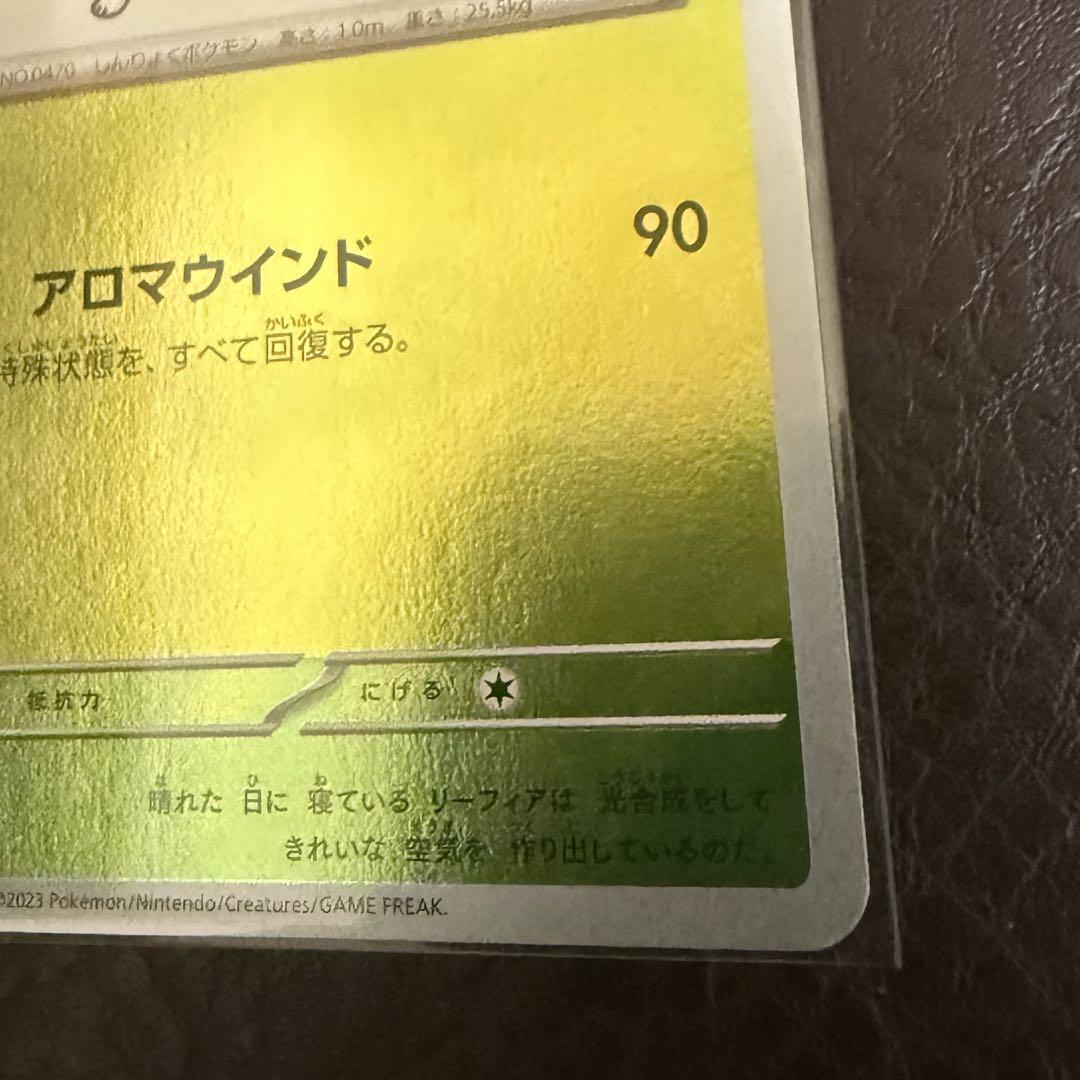 NO.0470 しんりょくポケモン 高さ：1.0m 重さ：25.5kg
アロマウインド 90
特殊状態を、すべて回復する。
抵抗力 にげる
晴れた 日に 寝ている リーフィアは 光合成をして
きれいな 空気を 作り出しているのだ。
©2023 Pokémon/Nintendo/Creatures/GAME FREAK.